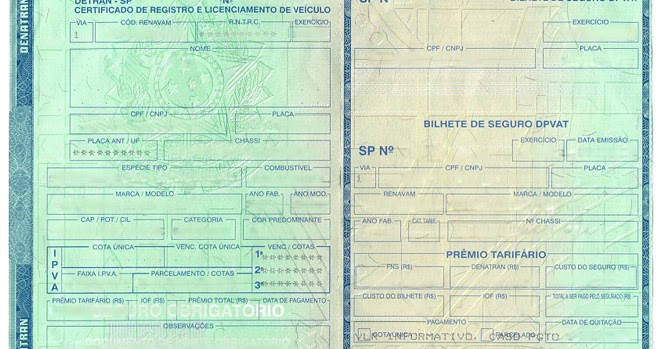 DENATRAN
DETRAN - SP Nº
CERTIFICADO DE REGISTRO E LICENCIAMENTO DE VEÍCULO
VIA CÓD. RENAVAM R.N.T.R.C. EXERCÍCIO
1 ************
NOME
CPF / CNPJ PLACA
PLACA ANT / UF CHASSI
*********
ESPÉCIE TIPO COMBUSTÍVEL
MARCA / MODELO ANO FAB. ANO MOD.
CAP / POT / CIL CATEGORIA COR PREDOMINANTE
IPVA
COTA ÚNICA VENC. COTA ÚNICA VENC / COTAS
1ª ********
FAIXA I.P.V.A. PARCELAMENTO / COTAS 2ª ********
3ª ********
PRÊMIO TARIFÁRIO (R$) IOF (R$) PRÊMIO TOTAL (R$) DATA DE PAGAMENTO
OBRIGATÓRIO
OBSERVAÇÕES
DENATRAN
SP Nº
EXERCÍCIO
CPF / CNPJ PLACA
BILHETE DE SEGURO DPVAT
SP Nº EXERCÍCIO DATA EMISSÃO
VIA CPF / CNPJ PLACA
1
RENAVAM MARCA / MODELO
ANO FAB. CAT. TARIF. Nº CHASSI
PRÊMIO TARIFÁRIO
FNS (R$) DENATRAN (R$) CUSTO DO SEGURO (R$)
CUSTO DO BILHETE (R$) IOF (R$) TOTAL A SER PAGO PELO SEGURADO (R$)
PAGAMENTO DATA DE QUITAÇÃO
COTA ÚNICA PARCELADO
VLR INFORMATIVO. CASO PGTO.